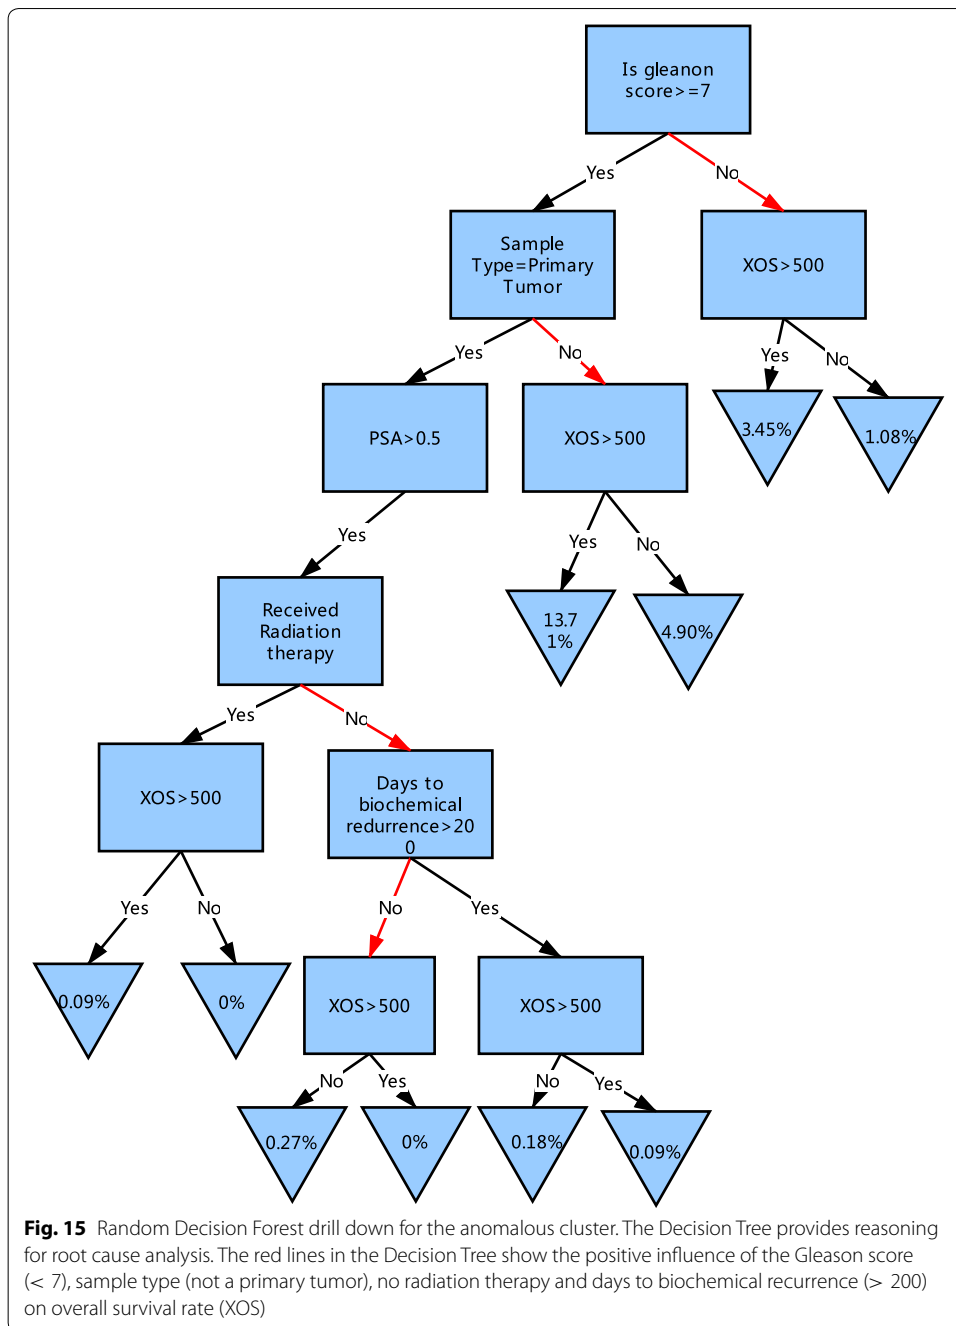 Is gleanon
score>=7
Yes
No
Sample
Type=Primary
Tumor
XOS>500
Yes
No
Yes
No
PSA>0.5
XOS>500
3.45%
1.08%
Yes
Yes
No
Received
Radiation
therapy
13.7
1%
4.90%
Yes
No
XOS>500
Days to
biochemical
redurrence>20
0
Yes
No
No
Yes
0.09%
0%
XOS>500
XOS>500
No
Yes
No
Yes
0.27%
0%
0.18%
0.09%
Fig. 15 Random Decision Forest drill down for the anomalous cluster. The Decision Tree provides reasoning
for root cause analysis. The red lines in the Decision Tree show the positive influence of the Gleason score
(< 7), sample type (not a primary tumor), no radiation therapy and days to biochemical recurrence (> 200)
on overall survival rate (XOS)